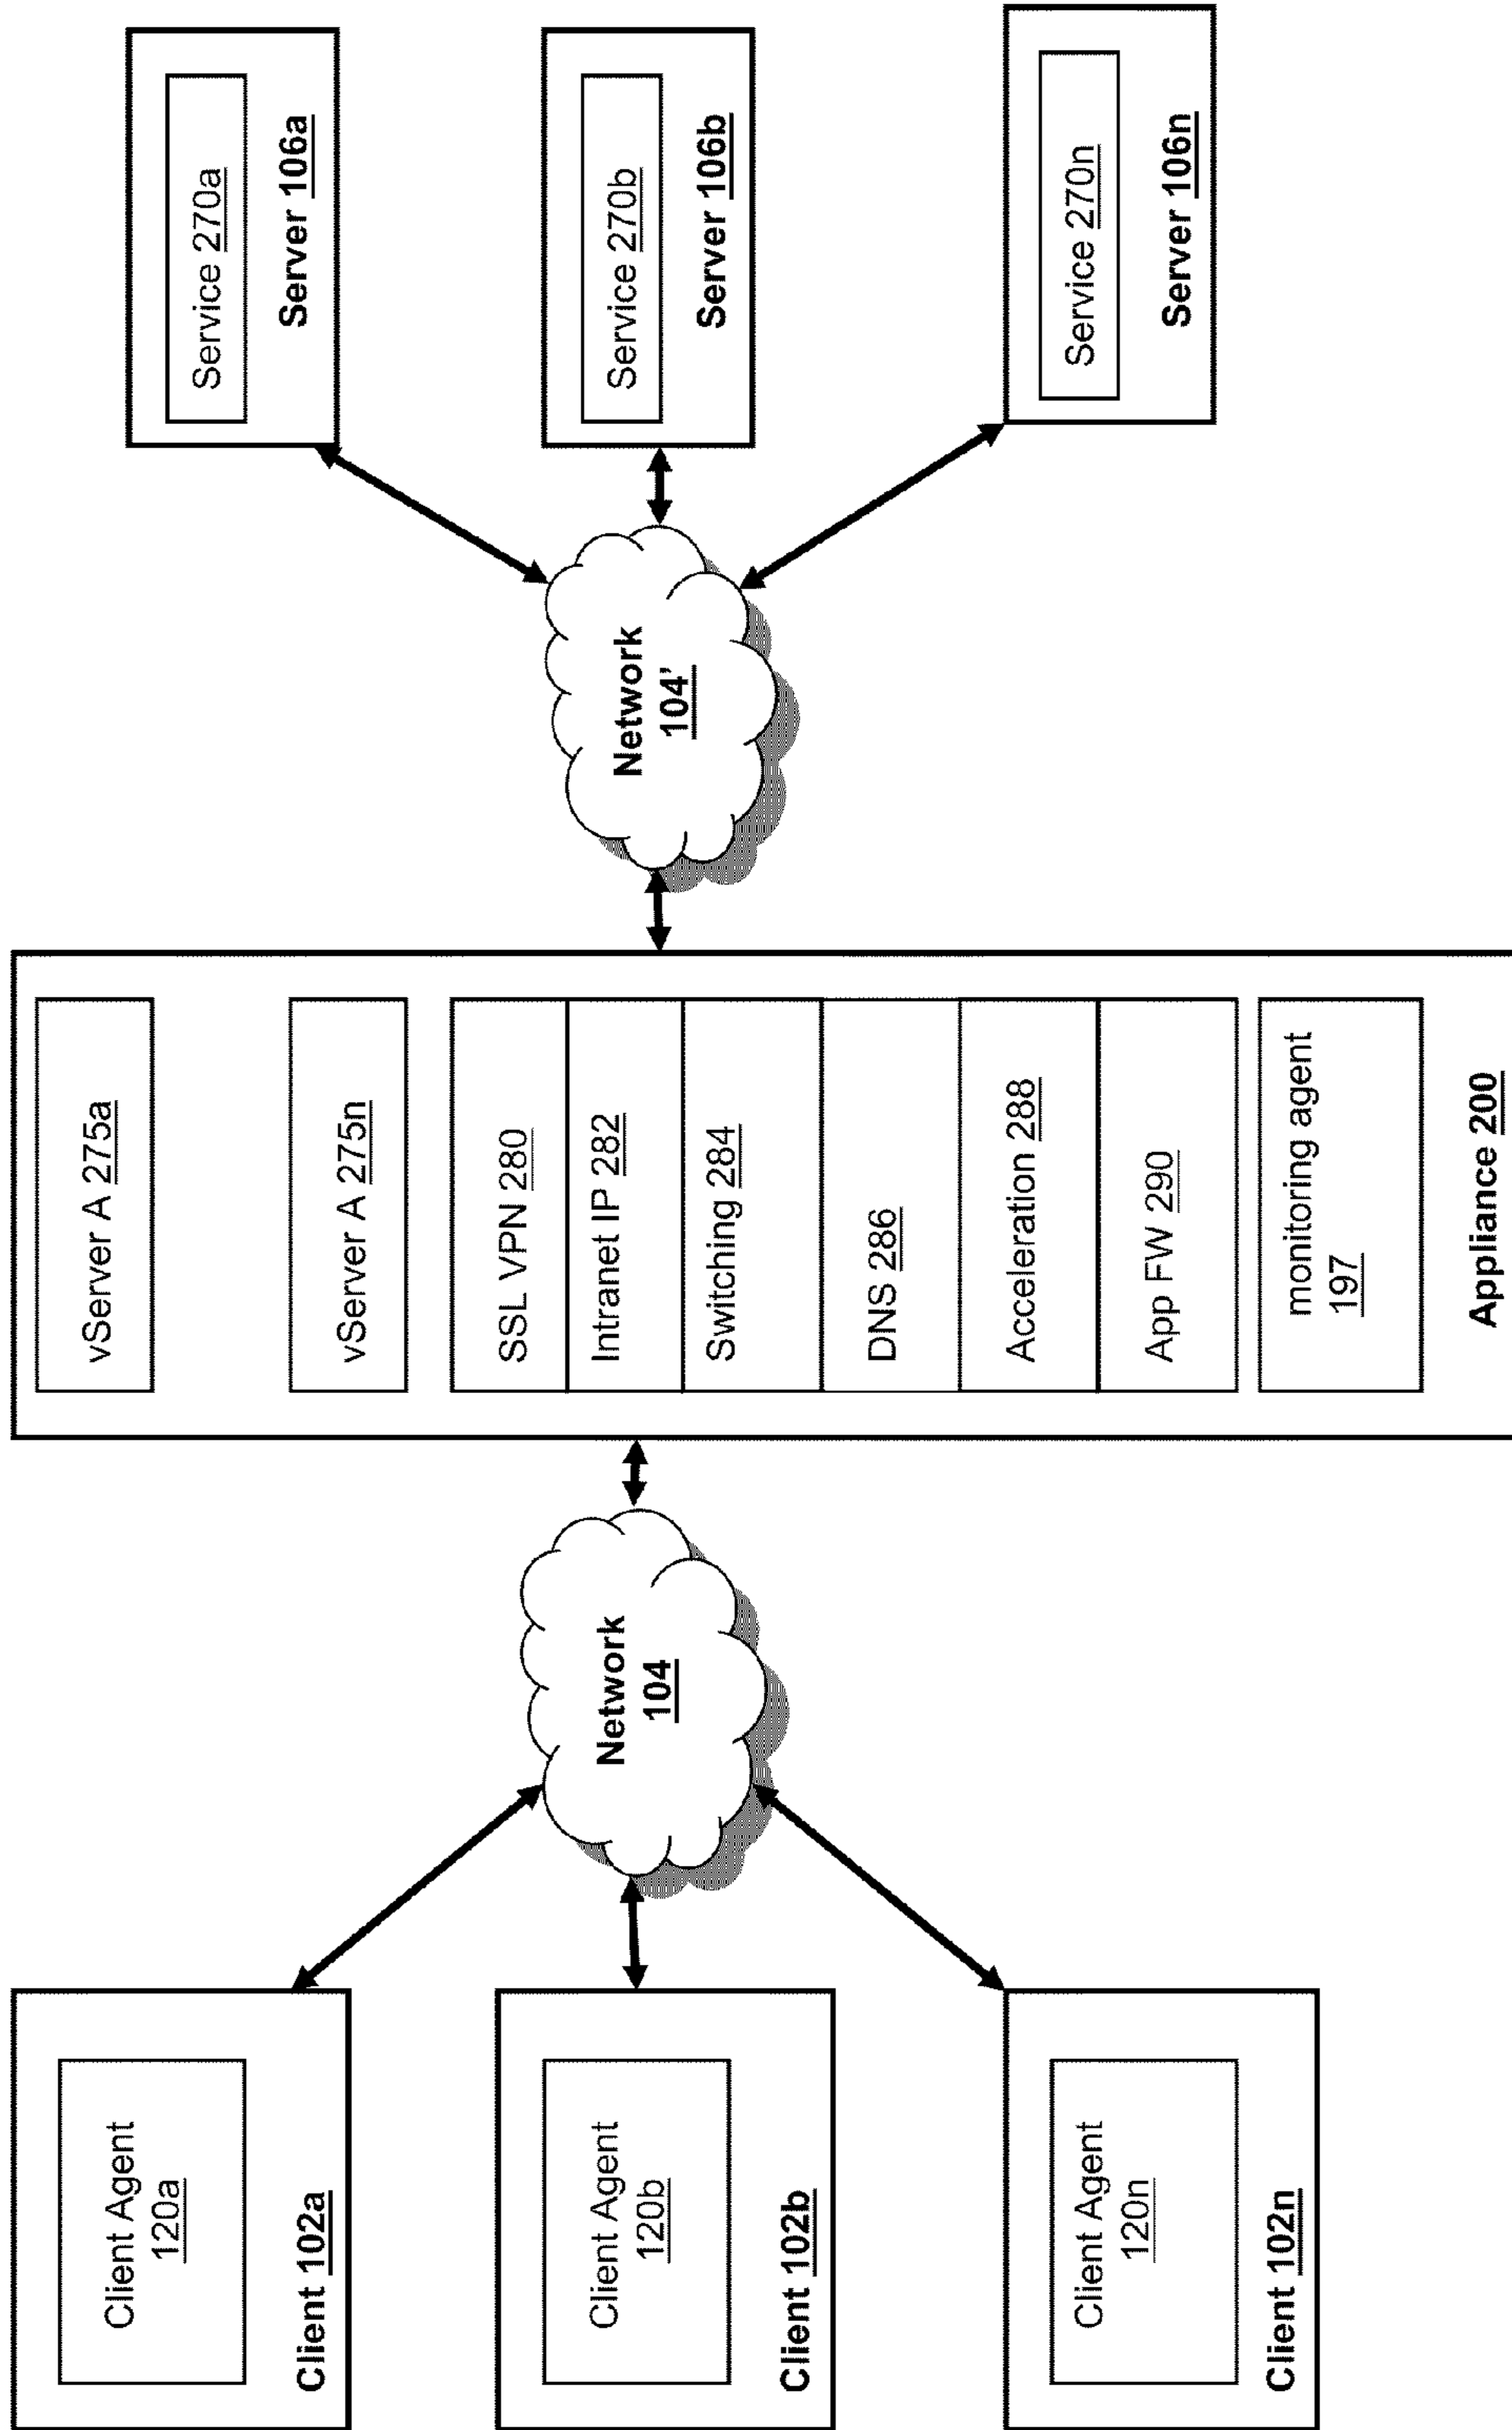 Client Agent
120a
Client 102a
Client Agent
120b
Client 102b
Client Agent
120n
Client 102n
Network
104
vServer A 275a
vServer A 275n
SSL VPN 280
Intranet IP 282
Switching 284
DNS 286
Acceleration 288
App FW 290
monitoring agent
197
Appliance 200
Network
104’
Service 270a
Server 106a
Service 270b
Server 106b
Service 270n
Server 106n